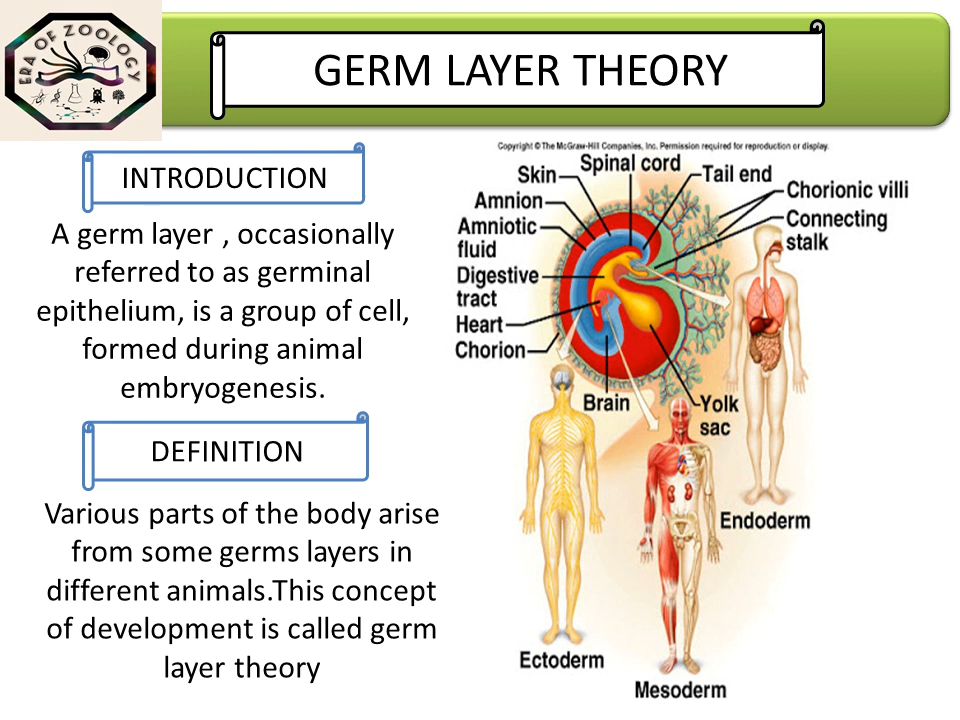 ERA OF ZOOLOGY
GERM LAYER THEORY
INTRODUCTION
A germ layer , occasionally
referred to as germinal
epithelium, is a group of cell,
formed during animal
embryogenesis.
DEFINITION
Various parts of the body arise
from some germs layers in
different animals.This concept
of development is called germ
layer theory
Copyright © The McGraw-Hill Companies, Inc. Permission required for reproduction or display.
Spinal cord
Skin
Tail end
Amnion
Chorionic villi
Amniotic
fluid
Connecting
stalk
Digestive
tract
Heart
Chorion
Brain
Yolk
sac
Endoderm
Ectoderm
Mesoderm